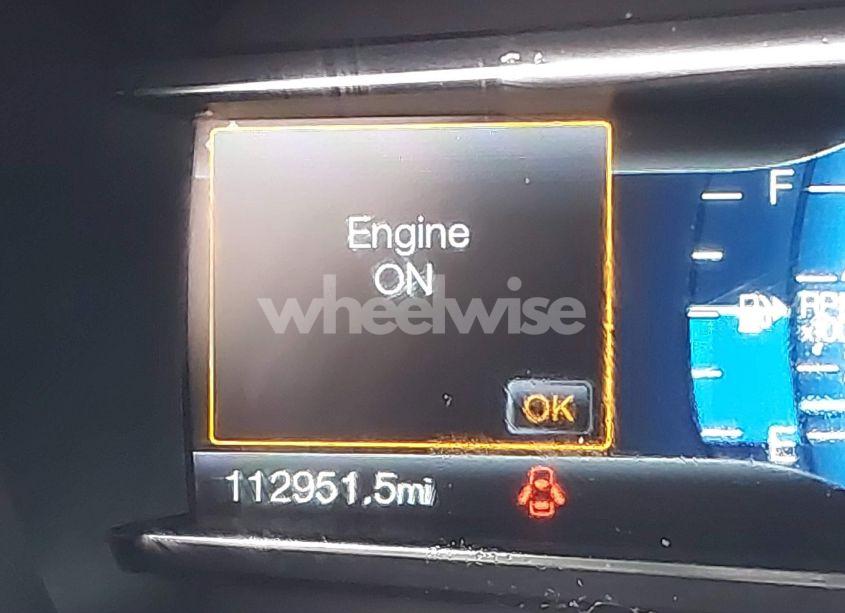 Engine
ON
wheelwise
OK
112951.5mi
F
E